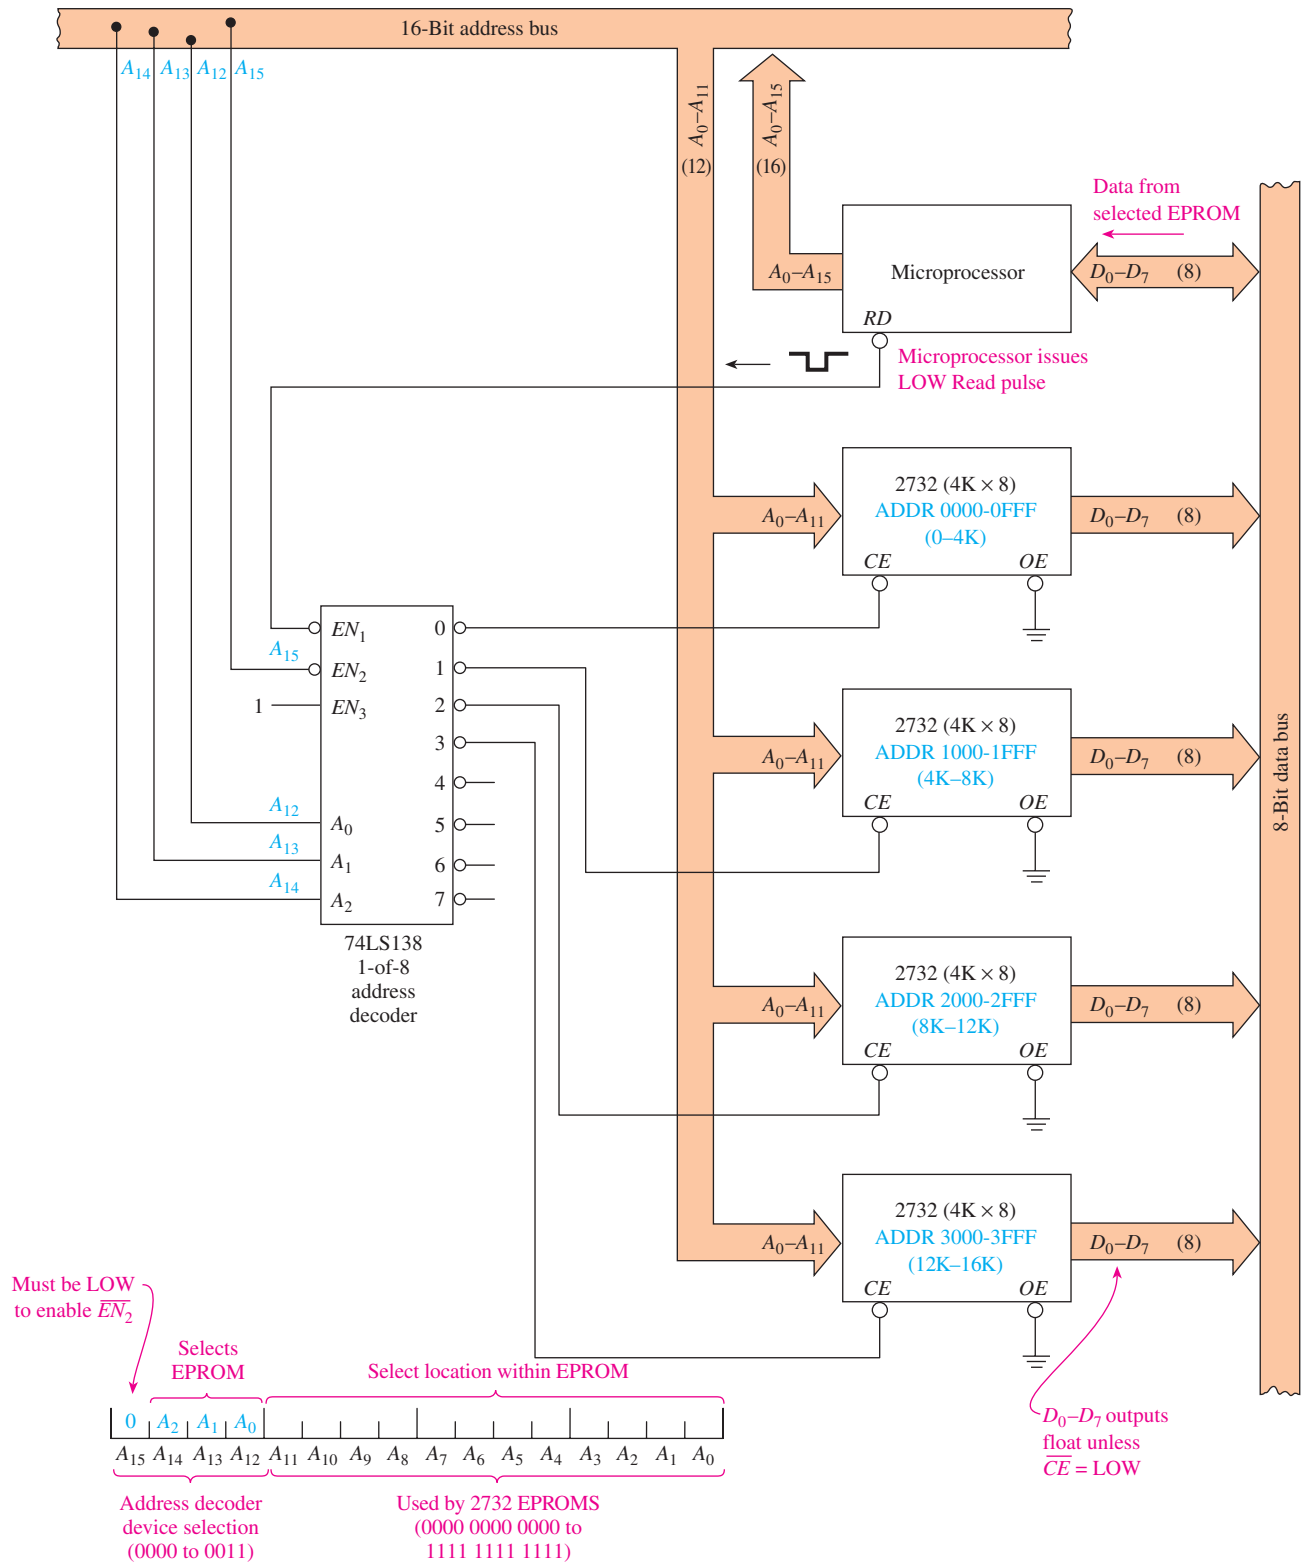 16-Bit address bus
A14 A13 A12 A15
A0–A11
(12)
A0–A15
(16)
Data from
selected EPROM
A0–A15
Microprocessor
D0–D7 (8)
RD
Microprocessor issues
LOW Read pulse
2732 (4K × 8)
ADDR 0000-0FFF
(0–4K)
A0–A11
D0–D7 (8)
CE OE
EN1 0
A15
EN2 1
1 EN3 2
3
4
A12
A0 5
A13
A1 6
A14
A2 7
74LS138
1-of-8
address
decoder
2732 (4K × 8)
ADDR 1000-1FFF
(4K–8K)
A0–A11
D0–D7 (8)
CE OE
8-Bit data bus
2732 (4K × 8)
ADDR 2000-2FFF
(8K–12K)
A0–A11
D0–D7 (8)
CE OE
2732 (4K × 8)
ADDR 3000-3FFF
(12K–16K)
A0–A11
D0–D7 (8)
CE OE
Must be LOW
to enable E̅N̅2̅
Selects
EPROM
Select location within EPROM
0 A2 A1 A0
A15 A14 A13 A12 A11 A10 A9 A8 A7 A6 A5 A4 A3 A2 A1 A0
Address decoder
device selection
(0000 to 0011)
Used by 2732 EPROMS
(0000 0000 0000 to
1111 1111 1111)
D0–D7 outputs
float unless
C̅E̅ = LOW